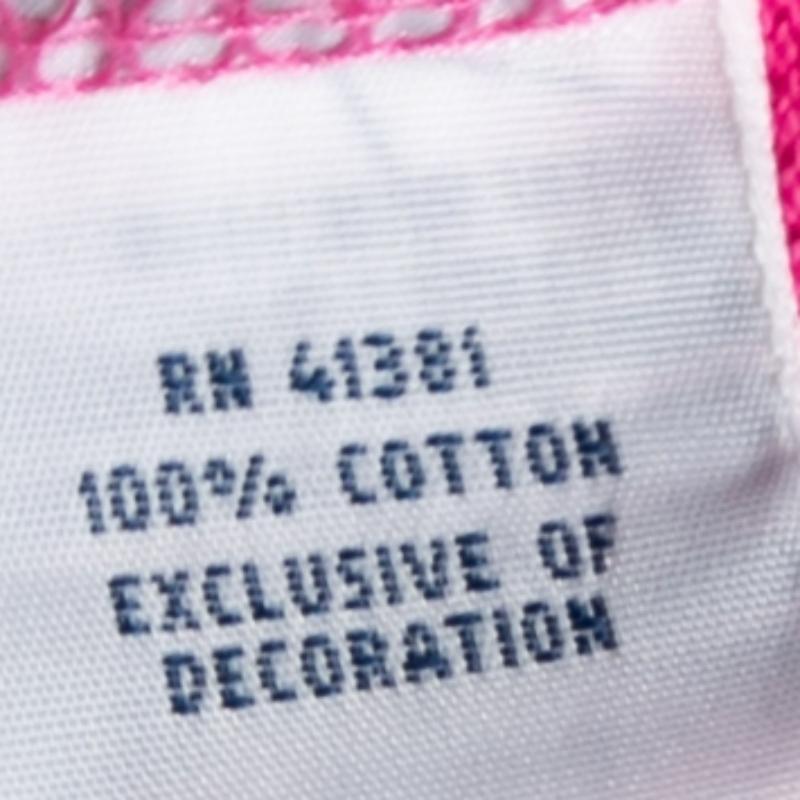 RN 41381
100% COTTON
EXCLUSIVE OF
DECORATION